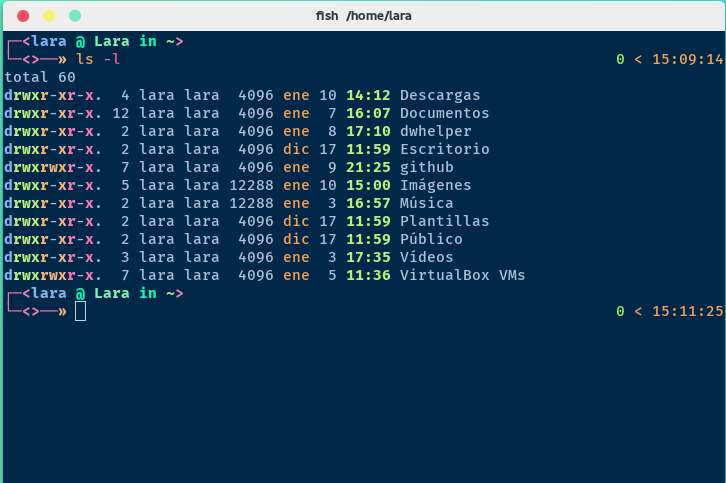 fish /home/lara
┌─<lara @ Lara in ~>
└─<>──» ls -l 0 < 15:09:14
total 60
drwxr-xr-x. 4 lara lara 4096 ene 10 14:12 Descargas
drwxr-xr-x. 12 lara lara 4096 ene 7 16:07 Documentos
drwxr-xr-x. 2 lara lara 4096 ene 8 17:10 dwhelper
drwxr-xr-x. 2 lara lara 4096 dic 17 11:59 Escritorio
drwxrwxr-x. 7 lara lara 4096 ene 9 21:25 github
drwxr-xr-x. 5 lara lara 12288 ene 10 15:00 Imágenes
drwxr-xr-x. 2 lara lara 12288 ene 3 16:57 Música
drwxr-xr-x. 2 lara lara 4096 dic 17 11:59 Plantillas
drwxr-xr-x. 2 lara lara 4096 dic 17 11:59 Público
drwxr-xr-x. 3 lara lara 4096 ene 3 17:35 Vídeos
drwxrwxr-x. 7 lara lara 4096 ene 5 11:36 VirtualBox VMs
┌─<lara @ Lara in ~>
└─<>──» 0 < 15:11:25